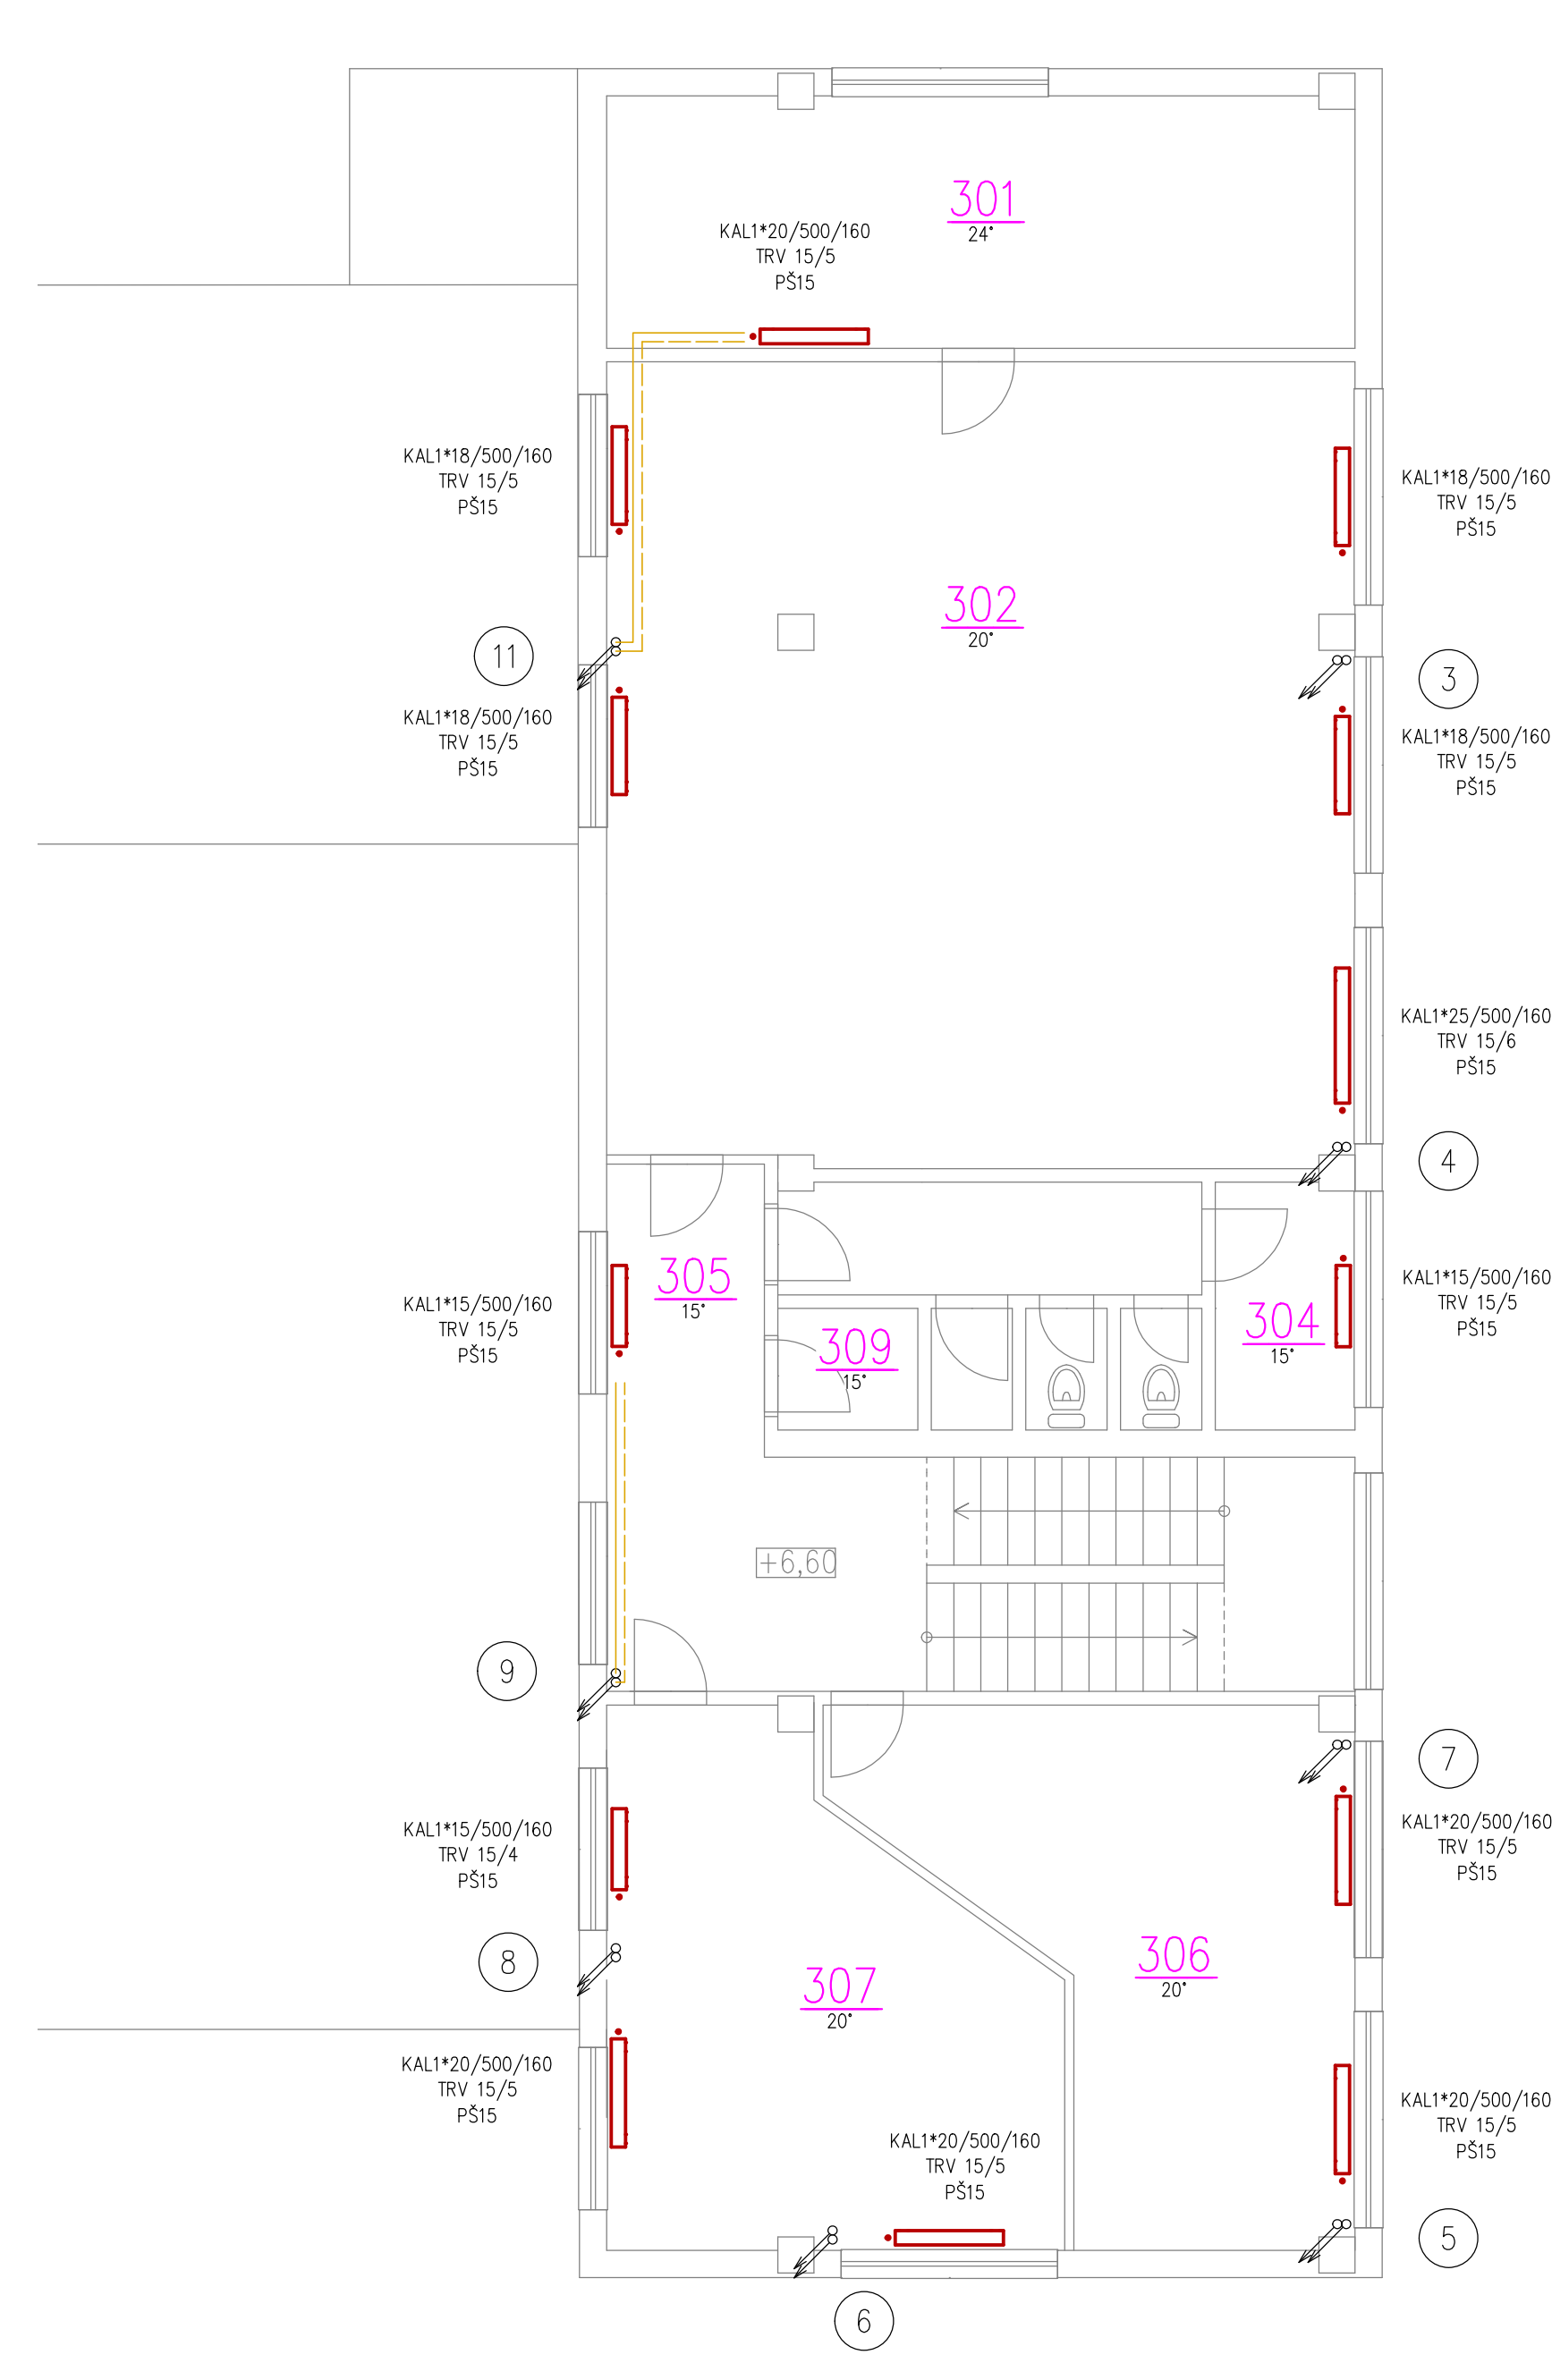 301
24°
KAL1*20/500/160
TRV 15/5
PŠ15
KAL1*18/500/160
TRV 15/5
PŠ15
KAL1*18/500/160
TRV 15/5
PŠ15
302
20°
11
3
KAL1*18/500/160
TRV 15/5
PŠ15
KAL1*18/500/160
TRV 15/5
PŠ15
KAL1*25/500/160
TRV 15/6
PŠ15
4
305
15°
KAL1*15/500/160
TRV 15/5
PŠ15
309
15°
304
15°
KAL1*15/500/160
TRV 15/5
PŠ15
+6,60
9
7
KAL1*15/500/160
TRV 15/4
PŠ15
KAL1*20/500/160
TRV 15/5
PŠ15
8
307
20°
306
20°
KAL1*20/500/160
TRV 15/5
PŠ15
KAL1*20/500/160
TRV 15/5
PŠ15
KAL1*20/500/160
TRV 15/5
PŠ15
5
6